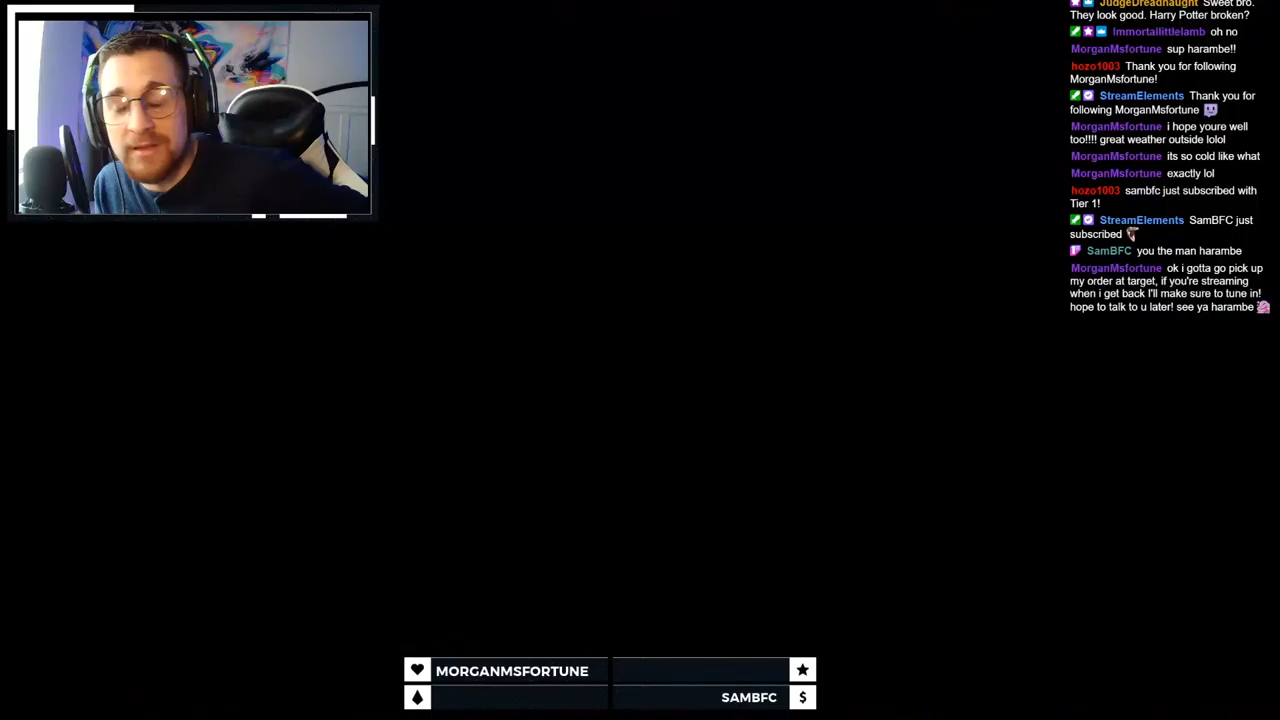 JudgeDreadnaught Sweet bro.
They look good. Harry Potter broken?
Immortallittlelamb oh no
MorganMsfortune sup harambe!!
hozo1003 Thank you for following
MorganMsfortune!
StreamElements Thank you for
following MorganMsfortune
MorganMsfortune i hope youre well
too!!!! great weather outside lolol
MorganMsfortune its so cold like what
MorganMsfortune exactly lol
hozo1003 sambfc just subscribed with
Tier 1!
StreamElements SamBFC just
subscribed
SamBFC you the man harambe
MorganMsfortune ok i gotta go pick up
my order at target, if you're streaming
when i get back I'll make sure to tune in!
hope to talk to u later! see ya harambe
MORGANMSFORTUNE
SAMBFC $